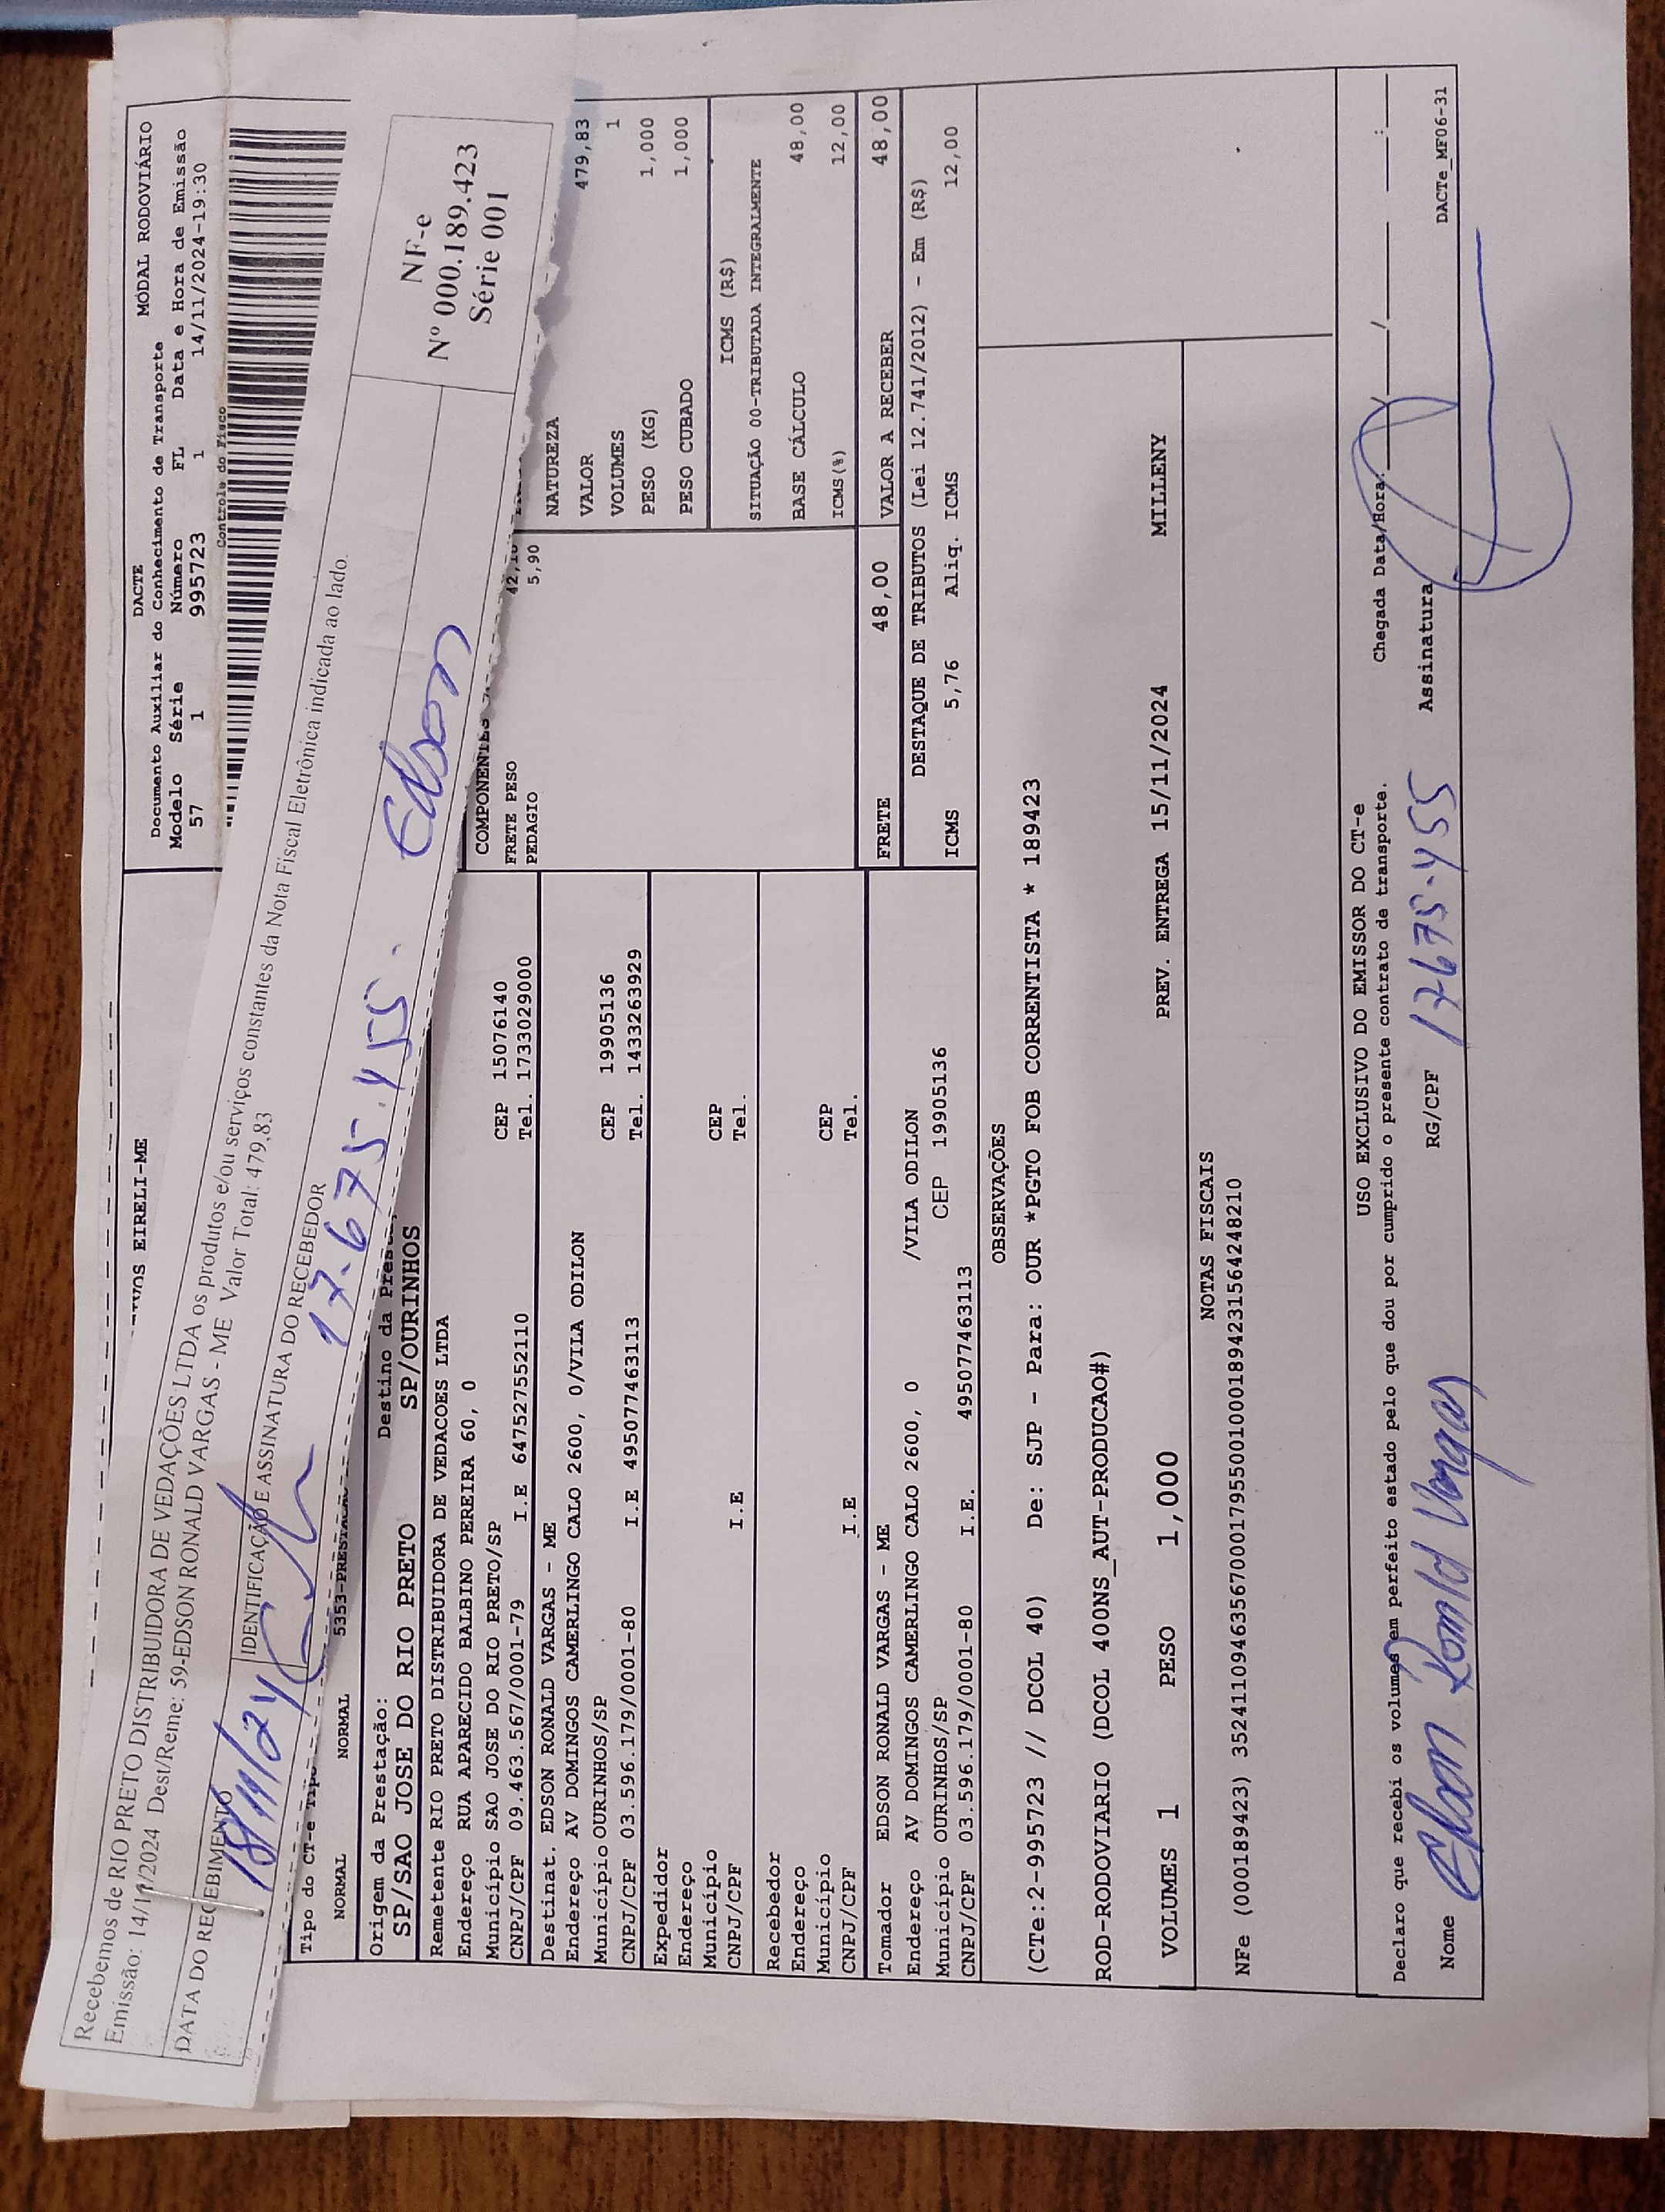 Recebemos de RIO PRETO DISTRIBUIDORA DE VEDAÇÕES LTDA os produtos e/ou serviços constantes da Nota Fiscal Eletrônica indicada ao lado.
Emissão: 14/11/2024 Dest/Reme: 59-EDSON RONALD VARGAS - ME Valor Total: 479,83
DATA DO RECEBIMENTO
IDENTIFICAÇÃO E ASSINATURA DO RECEBEDOR
17.675.455. Edson
NF-e
Nº 000.189.423
Série 001
EIRELI-ME
DACTE
MODAL RODOVIÁRIO
Documento Auxiliar do Conhecimento de Transporte
Modelo Série Número FL Data e Hora de Emissão
57 1 995723 1 14/11/2024-19:30
Controle do Fisco
Tipo do CT-e
NORMAL NORMAL
Origem da Prestação:
SP/SAO JOSE DO RIO PRETO
Destino da
SP/OURINHOS
Remetente RIO PRETO DISTRIBUIDORA DE VEDACOES LTDA
Endereço RUA APARECIDO BALBINO PEREIRA 60, 0
Município SAO JOSE DO RIO PRETO/SP CEP 15076140
CNPJ/CPF 09.463.567/0001-79 I.E 647527552110 Tel. 1733029000
Destinat. EDSON RONALD VARGAS - ME
Endereço AV DOMINGOS CAMERLINGO CALO 2600, 0/VILA ODILON
Município OURINHOS/SP CEP 19905136
CNPJ/CPF 03.596.179/0001-80 I.E 495077463113 Tel. 1433263929
Expedidor
Endereço
Município CEP
CNPJ/CPF I.E Tel.
Recebedor
Endereço
Município CEP
CNPJ/CPF I.E Tel.
Tomador EDSON RONALD VARGAS - ME
Endereço AV DOMINGOS CAMERLINGO CALO 2600, 0 /VILA ODILON
Município OURINHOS/SP CEP 19905136
CNPJ/CPF 03.596.179/0001-80 I.E. 495077463113
FRETE PESO
PEDAGIO 5,90
NATUREZA
VALOR 479,83
VOLUMES 1
PESO (KG) 1,000
PESO CUBADO 1,000
ICMS (R$)
SITUAÇÃO 00-TRIBUTADA INTEGRALMENTE
BASE CÁLCULO 48,00
ICMS(%) 12,00
FRETE 48,00 VALOR A RECEBER 48,00
DESTAQUE DE TRIBUTOS (Lei 12.741/2012) - Em (R$)
ICMS 5,76 Aliq. ICMS 12,00
OBSERVAÇÕES
(CTe:2-995723 // DCOL 40) De: SJP - Para: OUR *PGTO FOB CORRENTISTA * 189423
ROD-RODOVIARIO (DCOL 400NS_AUT-PRODUCAO#)
VOLUMES 1 PESO 1,000 PREV. ENTREGA 15/11/2024 MILLENY
NOTAS FISCAIS
NFe (000189423) 35241109463567000179550010001894231564248210
USO EXCLUSIVO DO EMISSOR DO CT-e
Declaro que recebi os volumes em perfeito estado pelo que dou por cumprido o presente contrato de transporte.
Chegada Data/Hora: / / :
Nome Edson Ronald Vargas RG/CPF 17675.455 Assinatura
DACTe_MF06-31